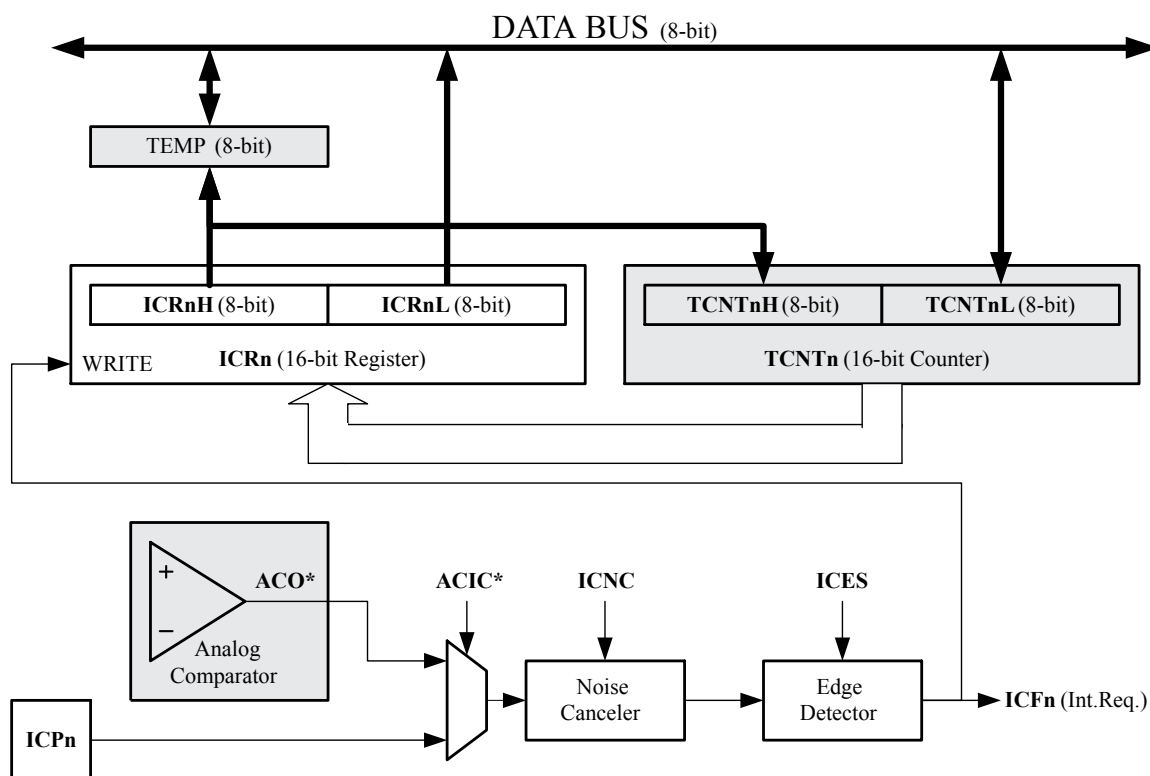 DATA BUS (8-bit)
TEMP (8-bit)
ICRnH (8-bit)
ICRnL (8-bit)
TCNTnH (8-bit)
TCNTnL (8-bit)
WRITE
ICRn (16-bit Register)
TCNTn (16-bit Counter)
+
ACO*
ACIC*
ICNC
ICES
−
Analog
Comparator
Noise
Canceler
Edge
Detector
ICFn (Int.Req.)
ICPn